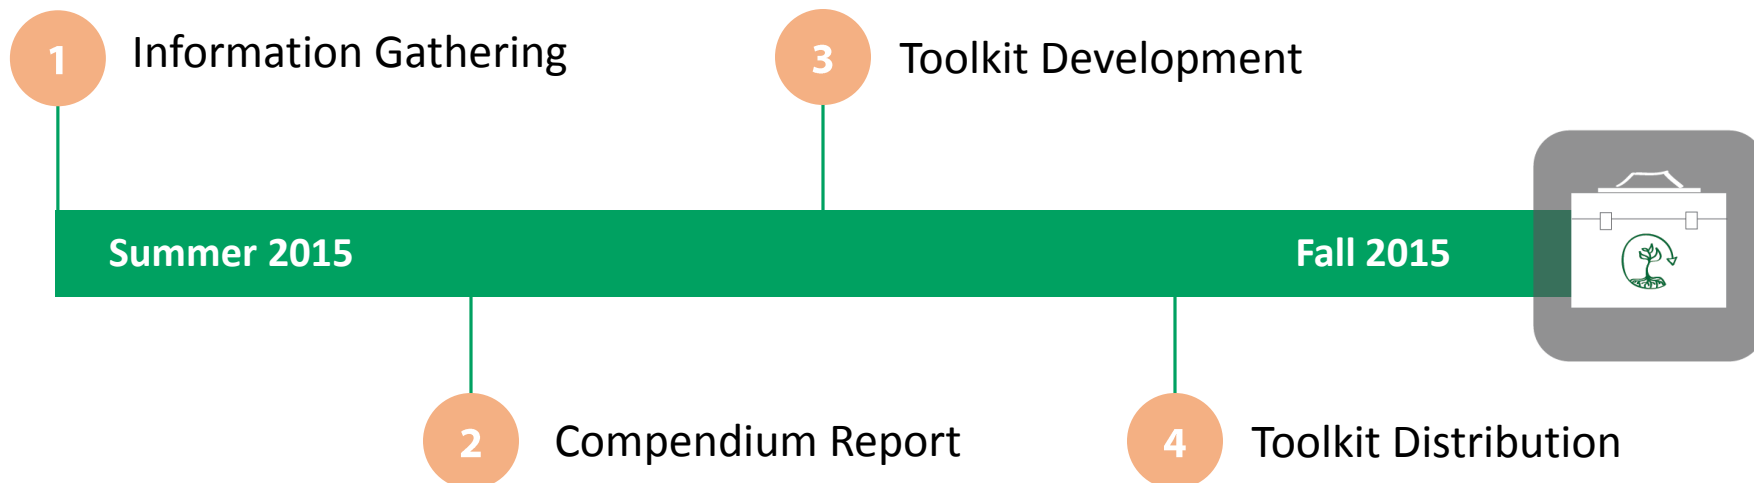 1
Information Gathering
3
Toolkit Development
Summer 2015
Fall 2015
2
Compendium Report
4
Toolkit Distribution